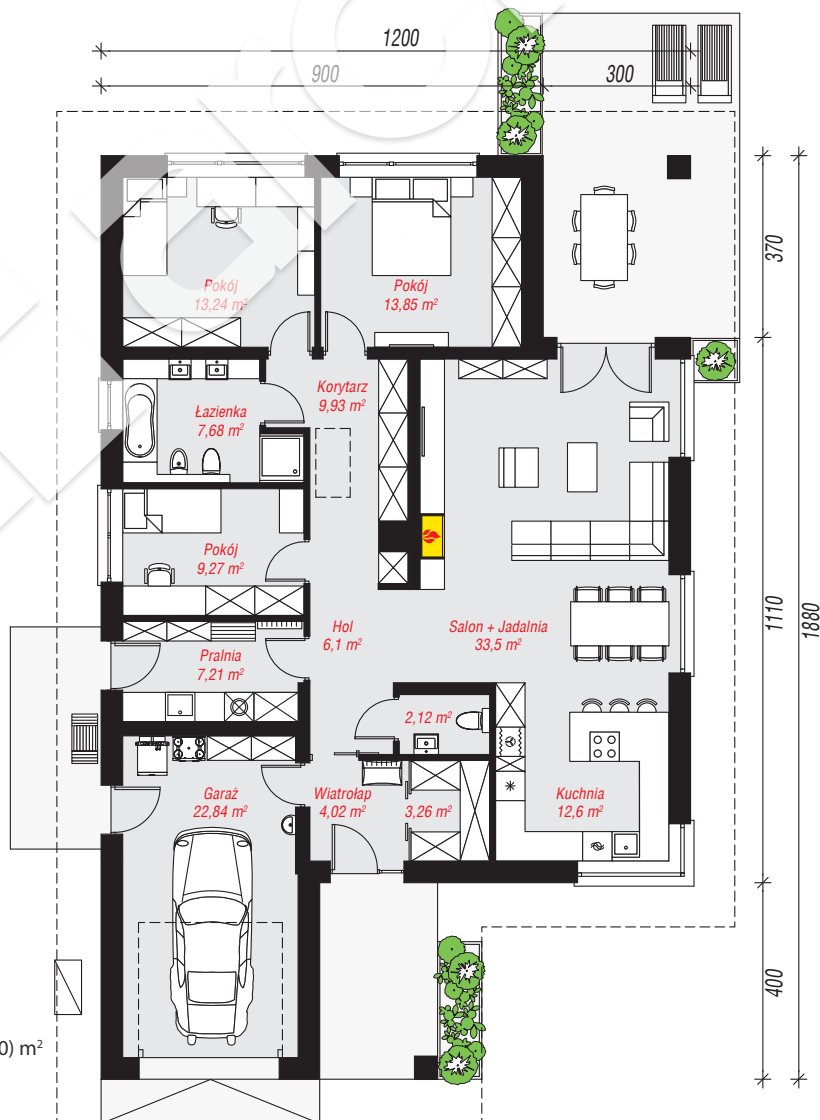 1200
900
300
370
Pokój
13,24 m²
Pokój
13,85 m²
Korytarz
9,93 m²
Łazienka
7,68 m²
Pokój
9,27 m²
Hol
6,1 m²
Salon + Jadalnia
33,5 m²
1110
1880
Pralnia
7,21 m²
2,12 m²
Garaż
22,84 m²
Wiatrołap
4,02 m²
3,26 m²
Kuchnia
12,6 m²
400
0) m²